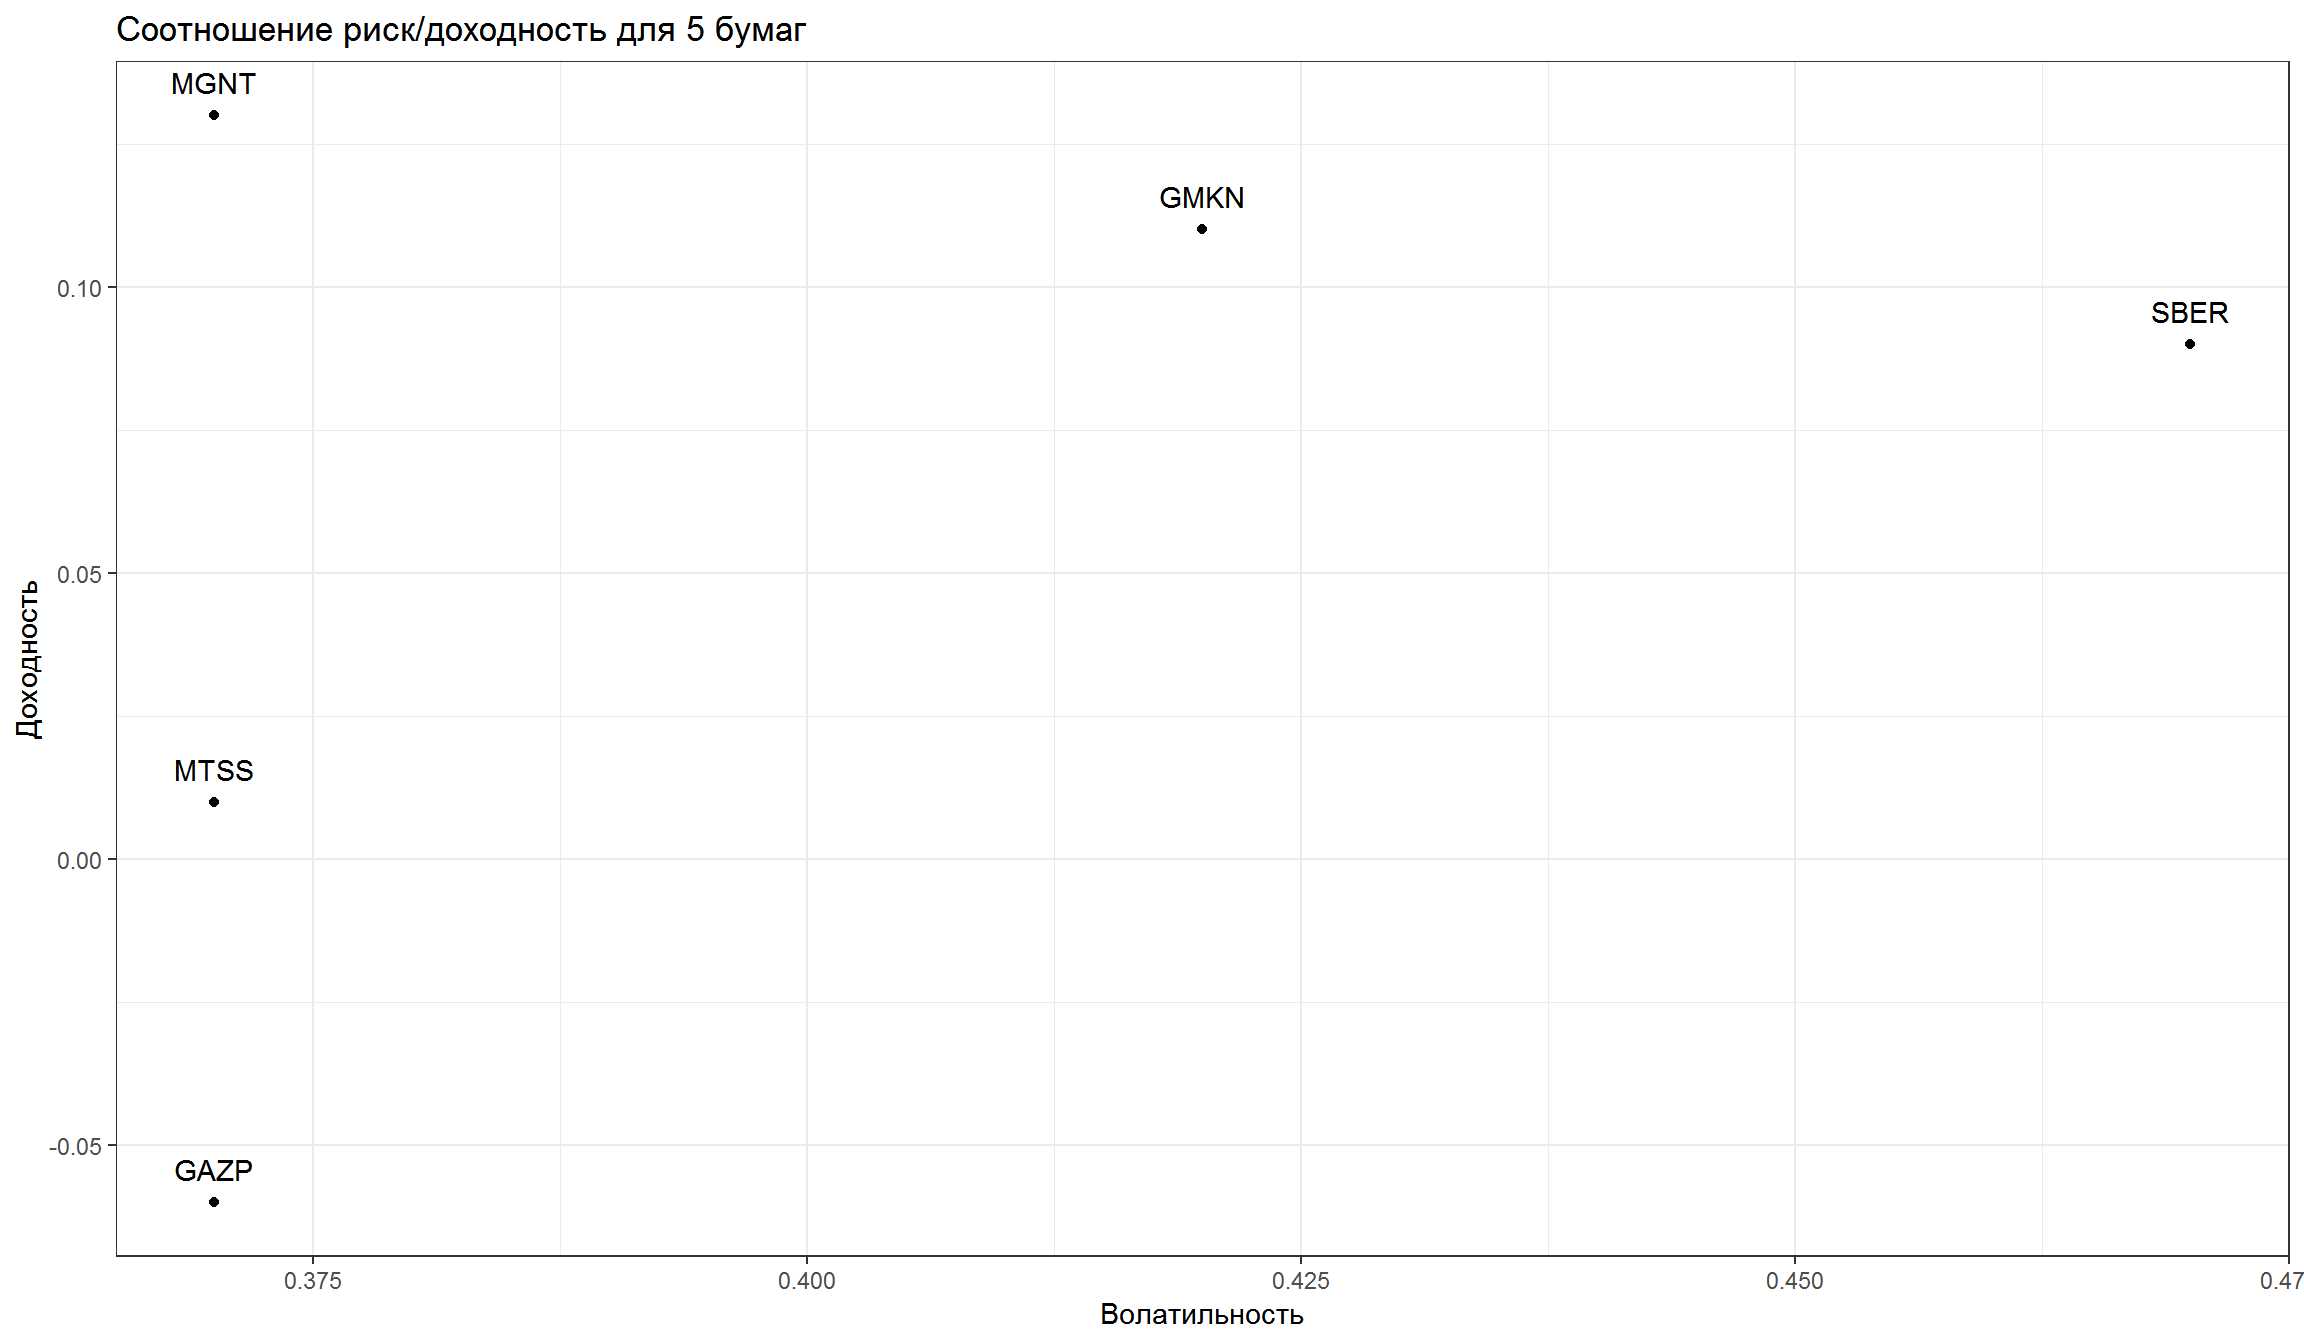 Соотношение риск/доходность для 5 бумаг
MGNT
GMKN
0.10
SBER
0.05
Доходность
MTSS
0.00
-0.05
GAZP
0.375 0.400 0.425 0.450 0.47
Волатильность